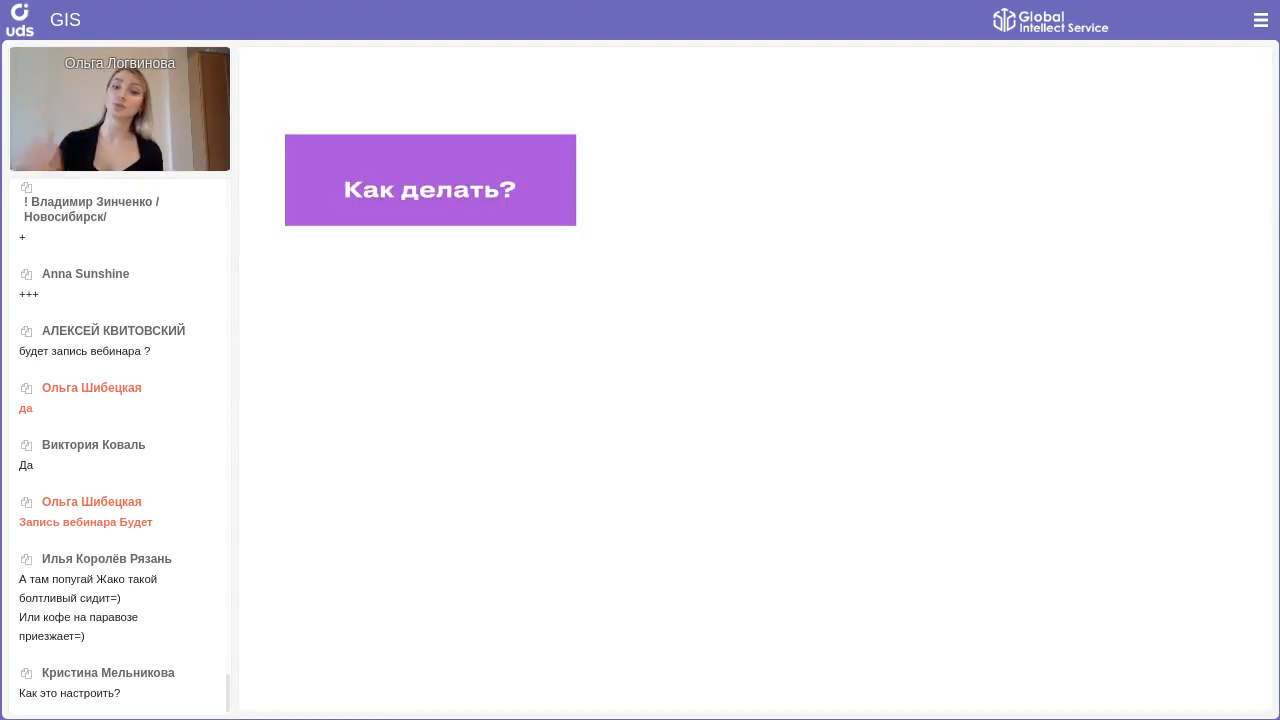 uds
GIS
Global
Intellect Service
Ольга Логвинова
! Владимир Зинченко /
Новосибирск/
+
Anna Sunshine
+++
АЛЕКСЕЙ КВИТОВСКИЙ
будет запись вебинара ?
Ольга Шибецкая
да
Виктория Коваль
Да
Ольга Шибецкая
Запись вебинара Будет
Илья Королёв Рязань
А там попугай Жако такой
болтливый сидит=)
Или кофе на паравозе
приезжает=)
Кристина Мельникова
Как это настроить?
Как делать?